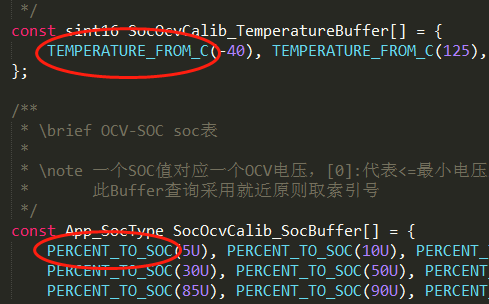 */
const sint16 SocOcvCalib_TemperatureBuffer[] = {
TEMPERATURE_FROM_C(-40), TEMPERATURE_FROM_C(125),
};
/**
* \brief OCV-SOC soc表
*
* \note 一个SOC值对应一个OCV电压，[0]:代表<=最小电压
* 此Buffer查询采用就近原则取索引号
*/
const App_SocType SocOcvCalib_SocBuffer[] = {
PERCENT_TO_SOC(5U), PERCENT_TO_SOC(10U), PERCENT_T
PERCENT_TO_SOC(30U), PERCENT_TO_SOC(50U), PERCENT_
PERCENT_TO_SOC(85U), PERCENT_TO_SOC(90U), PERCENT_